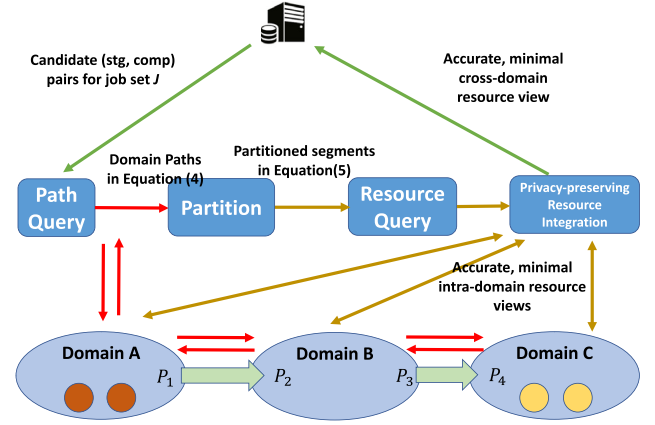 Candidate (stg, comp)
pairs for job set J
Accurate, minimal
cross-domain
resource view
Domain Paths
in Equation (4)
Partitioned segments
in Equation(5)
Path
Query
Partition
Resource
Query
Privacy-preserving
Resource
Integration
Accurate, minimal
intra-domain resource
views
Domain A
Domain B
Domain C
P1
P2
P3
P4